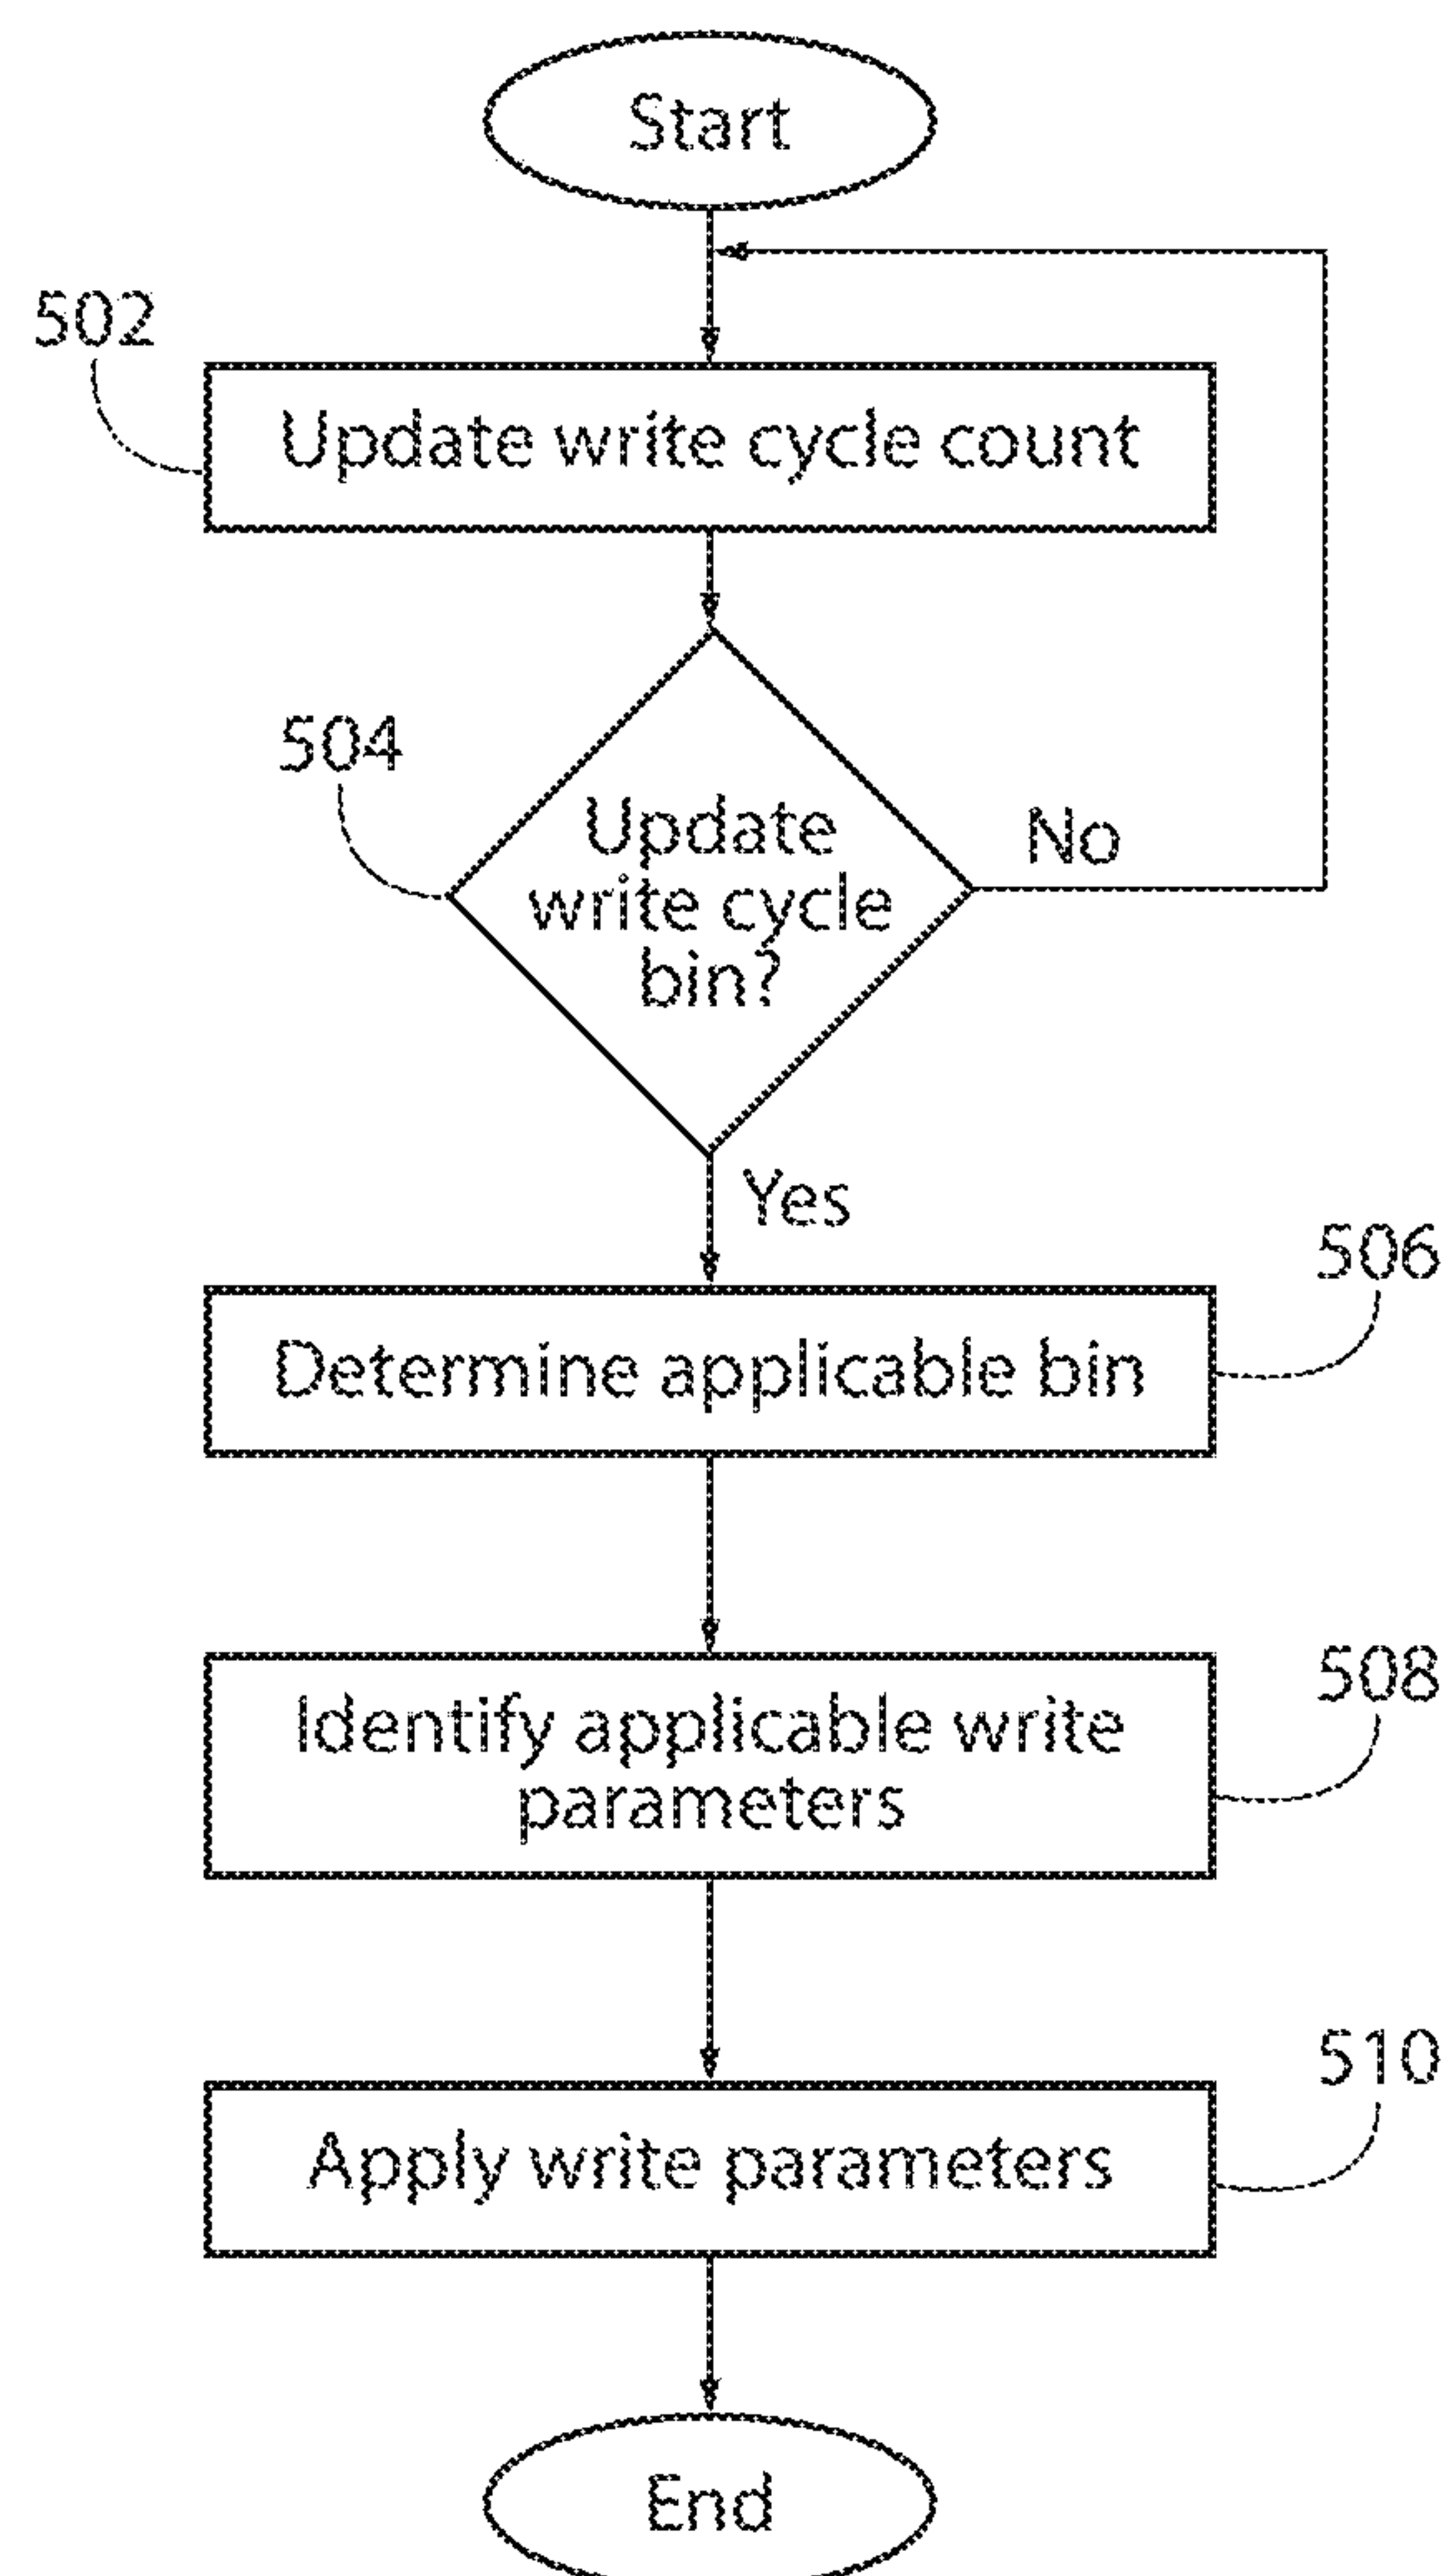 Start
502
Update write cycle count
504
Update
write cycle
bin?
No
Yes
506
Determine applicable bin
508
Identify applicable write
parameters
510
Apply write parameters
End